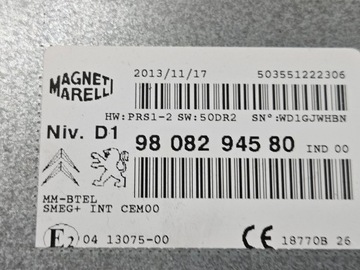 MAGNETI
MARELLI
2013/11/17
503551222306
HW:PRS1-2 SW:50DR2 SN°:WD1GJWHBN
Niv. D1
98 082 945 80 IND 00
MM-BTEL
SMEG+ INT CEM00
E2 04 13075-00
CE 18770B 26